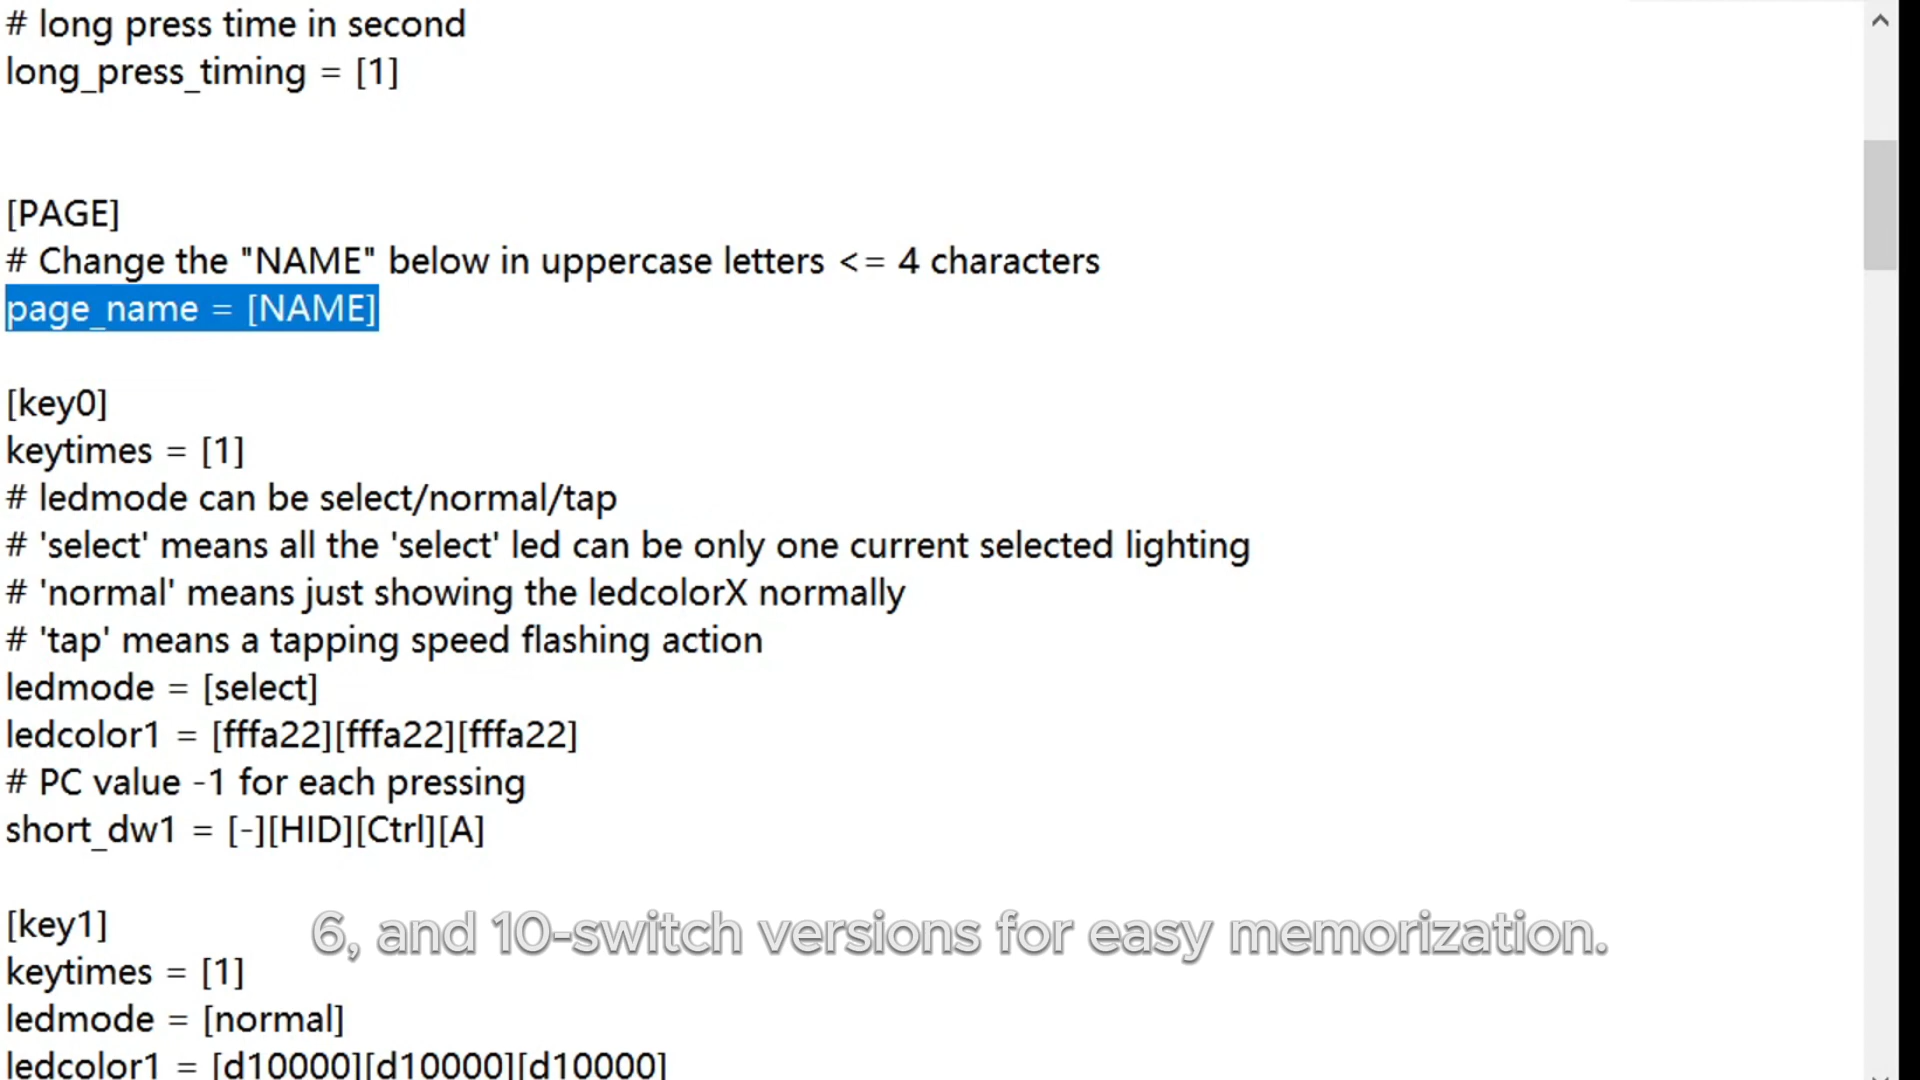 # long press time in second
long_press_timing = [1]
[PAGE]
# Change the "NAME" below in uppercase letters <= 4 characters
page_name = [NAME]
[key0]
keytimes = [1]
# ledmode can be select/normal/tap
# 'select' means all the 'select' led can be only one current selected lighting
# 'normal' means just showing the ledcolorX normally
# 'tap' means a tapping speed flashing action
ledmode = [select]
ledcolor1 = [fffa22][fffa22][fffa22]
# PC value -1 for each pressing
short_dw1 = [-][HID][Ctrl][A]
[key1]
6, and 10-switch versions for easy memorization.
keytimes = [1]
ledmode = [normal]
ledcolor1 = [d10000][d10000][d10000]